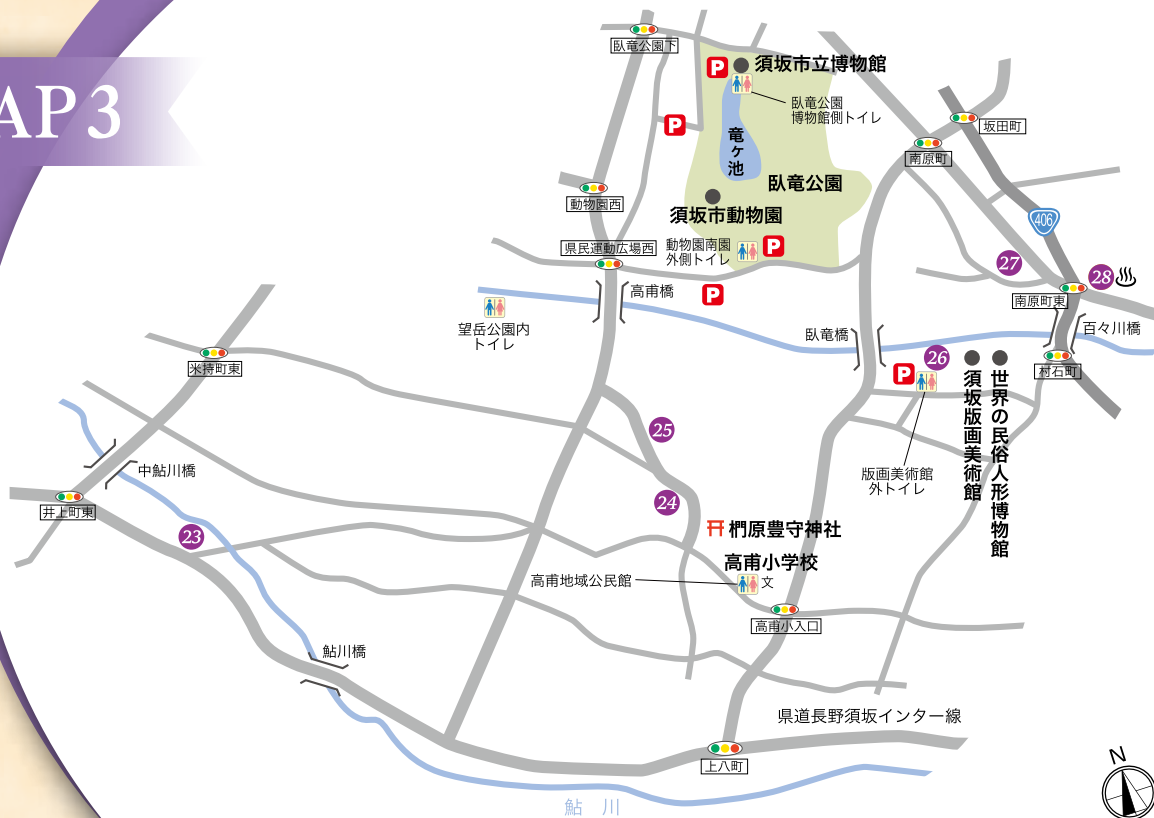 AP 3
臥竜公園下
P
須坂市立博物館
臥竜公園
博物館側トイレ
P
竜ヶ池
坂田町
南原町
臥竜公園
動物園西
須坂市動物園
406
県民運動広場西
動物園南園
外側トイレ
P
27
28
高甫橋
P
南原町東
望岳公園内
トイレ
臥竜橋
百々川橋
米持町東
P
26
村石町
須坂版画美術館
世界の民俗人形博物館
25
中鮎川橋
版画美術館
外トイレ
24
井上町東
23
椚原豊守神社
高甫小学校
高甫地域公民館
文
高甫小入口
鮎川橋
県道長野須坂インター線
上八町
鮎 川
N